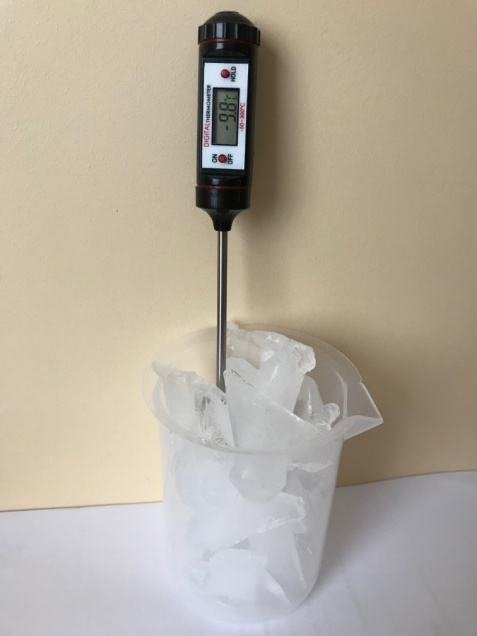 HOLD
-9.8°C
DIGITAL THERMOMETER
-50~300°C
ON
OFF